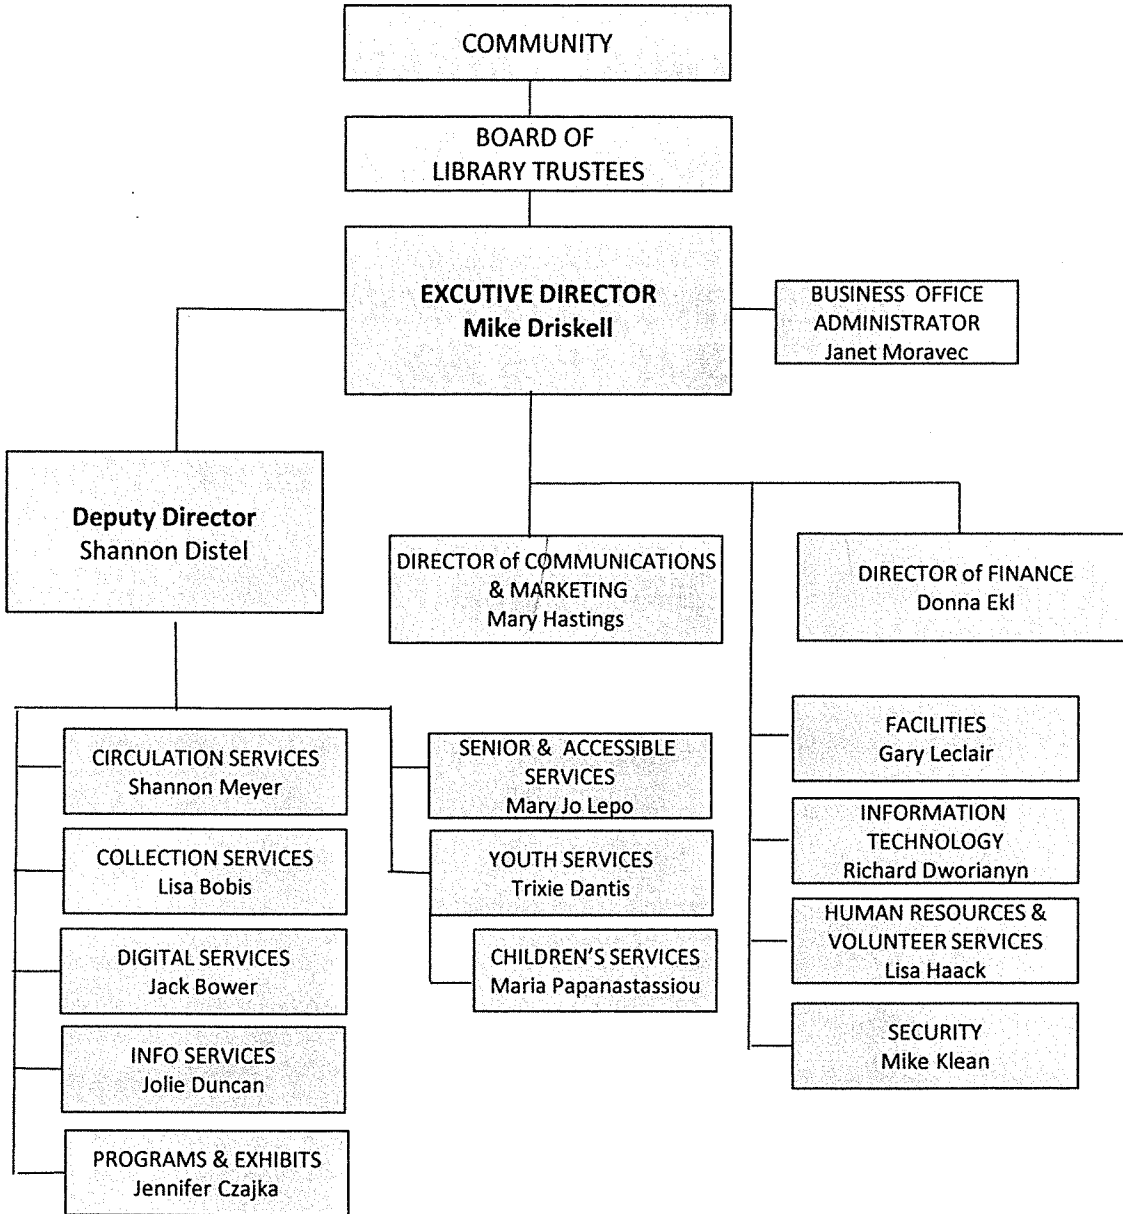 COMMUNITY
BOARD OF
LIBRARY TRUSTEES
EXCUTIVE DIRECTOR
Mike Driskell
BUSINESS OFFICE
ADMINISTRATOR
Janet Moravec
Deputy Director
Shannon Distel
DIRECTOR of COMMUNICATIONS
& MARKETING
Mary Hastings
DIRECTOR of FINANCE
Donna Ekl
CIRCULATION SERVICES
Shannon Meyer
COLLECTION SERVICES
Lisa Bobis
DIGITAL SERVICES
Jack Bower
INFO SERVICES
Jolie Duncan
PROGRAMS & EXHIBITS
Jennifer Czajka
SENIOR & ACCESSIBLE
SERVICES
Mary Jo Lepo
YOUTH SERVICES
Trixie Dantis
CHILDREN'S SERVICES
Maria Papanastassiou
FACILITIES
Gary Leclair
INFORMATION
TECHNOLOGY
Richard Dworianyn
HUMAN RESOURCES &
VOLUNTEER SERVICES
Lisa Haack
SECURITY
Mike Klean